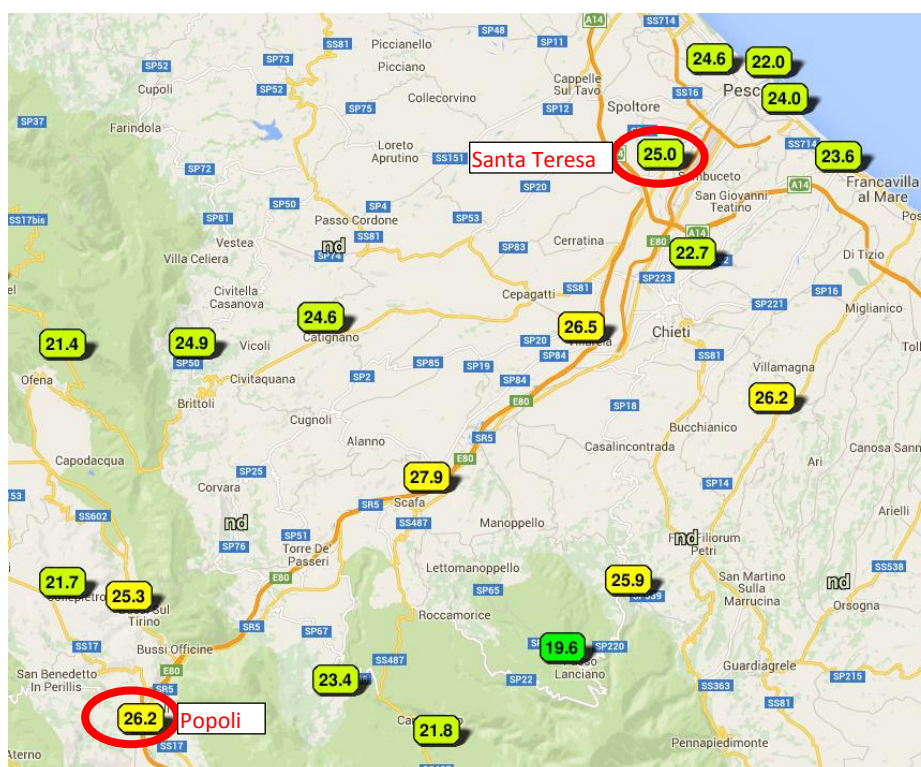 A14
SS714
SP48
SP11
SS81
Piccianello
Picciano
SP73
SP52
Cupoli
SP52
24.6
22.0
Cappelle
Sul Tavo
SS16
24.0
Collecorvino
SP75
SP12
Spoltore
SP37
Farindola
Loreto
Aprutino
SS151
Santa Teresa
25.0
SS714
23.6
SP72
SP20
San Giovanni
Teatino
A14
Francavilla
al Mare
SP50
SP4
SP81
SS17bis
Passo Cordone
SP53
SS81
nd
SP74
Vestea
Villa Celiera
SP83
Cerratina
A14
E80
22.7
Di Tizio
SP223
SS81
SP16
Civitella
Casanova
Cepagatti
SP221
Miglianico
24.6
Catignano
26.5
Chieti
21.4
24.9
Vicoli
SP20
SP84
SP50
SP85
SP19
SS81
Ofena
Civitaquana
SP2
SP84
Villamagna
Brittoli
E80
26.2
SP18
Cugnoli
Bucchianico
SR5
Alanno
Casalincontrada
Canosa Sann
Capodacqua
E80
Ari
SP25
27.9
Corvara
SP14
SR5
Scafa
Arielli
SS602
nd
SS487
Manoppello
SP51
nd
SP76
Torre De'
Passeri
Petri
Lettomanoppello
SS538
21.7
E80
SP65
25.9
San Martino
Sulla
Marrucina
nd
25.3
Tirino
Orsogna
Roccamorice
SR5
SP67
SS17
Bussi Officine
19.6
SP220
Lanciano
SS487
Guardiagrele
San Benedetto
In Perillis
E80
23.4
SP22
SP215
SR5
SS363
SS81
26.2
Popoli
21.8
SS17
Pennapiedimonte